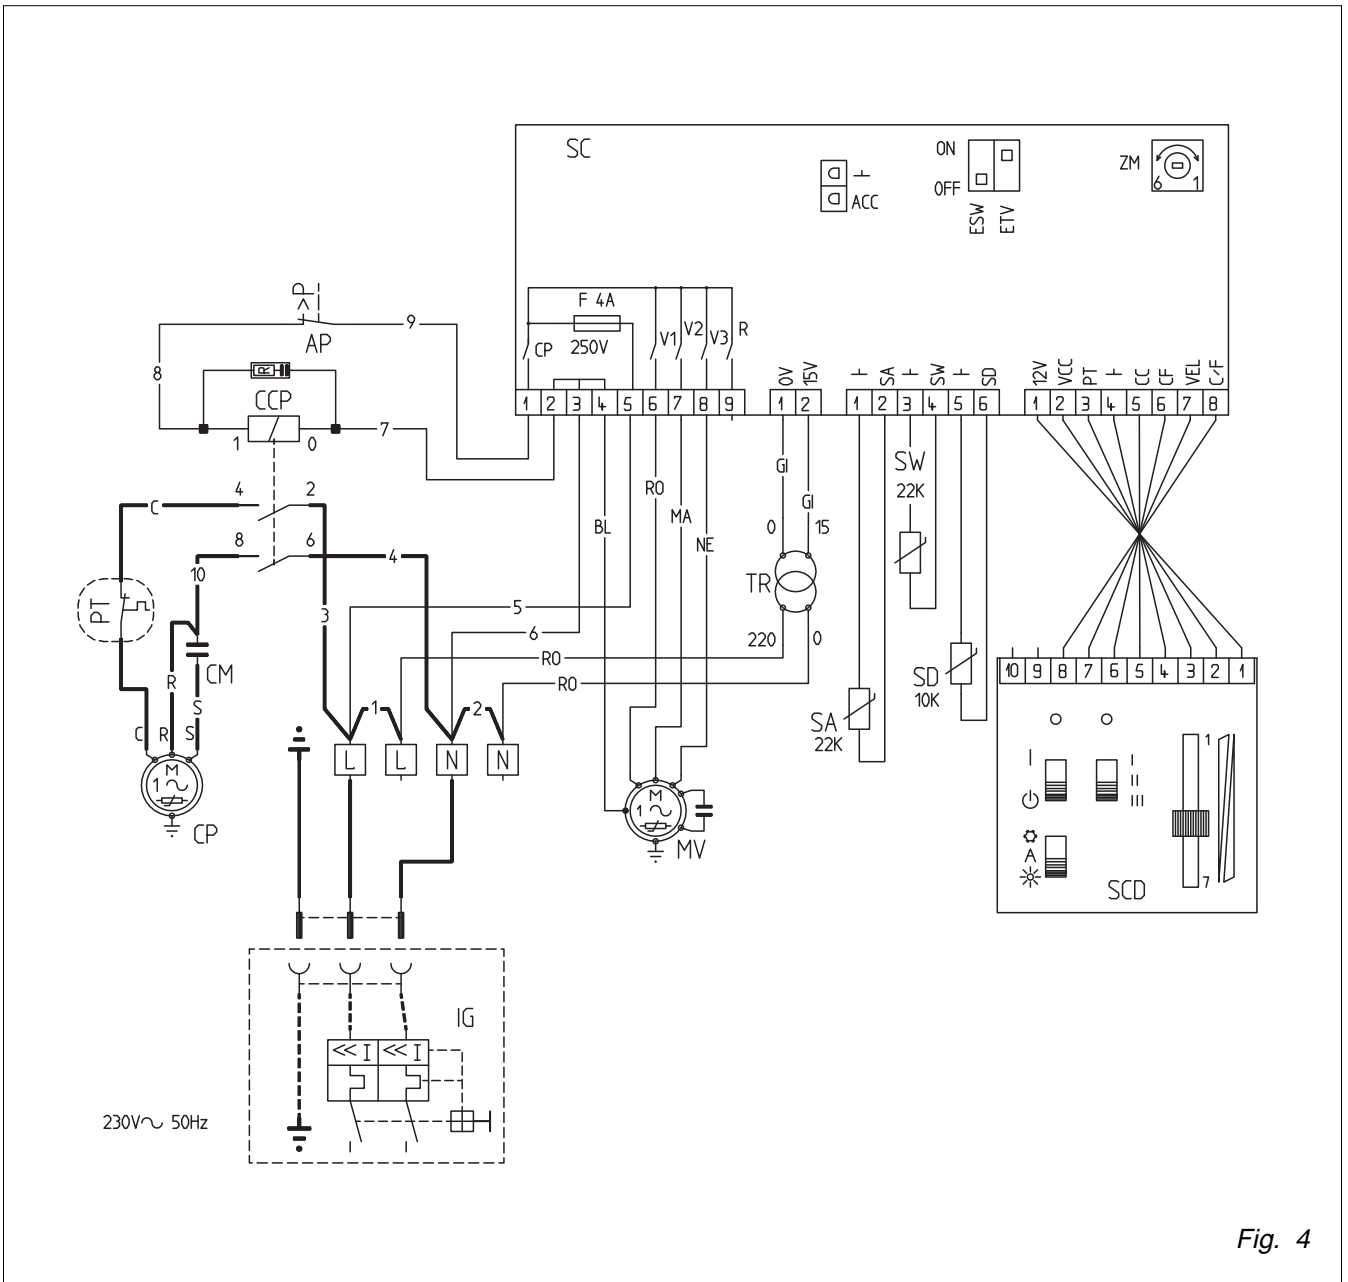 SC
ON
OFF
ESW
ETV
ACC
ZM
6 1
F 4A
250V
CP
V1
V2
V3
R
1 2 3 4 5 6 7 8 9
0V
15V
1 2
SA
SW
SD
1 2 3 4 5 6
12V
VCC
PT
CC
CF
VEL
C/F
1 2 3 4 5 6 7 8
>P
AP
9
8
R
CCP
1 0
7
4 2
C
8 6
4
10
PT
3
CM
R
S
C R S
M
1
CP
5
6
RO
RO
1
2
L L N N
BL
RO
MA
NE
M
1
MV
GI
GI
0 15
TR
220 0
SW
22K
SD
10K
SA
22K
10 9 8 7 6 5 4 3 2 1
I
I
II
III
A
1
7
SCD
IG
<< I << I
230V 50Hz
Fig. 4